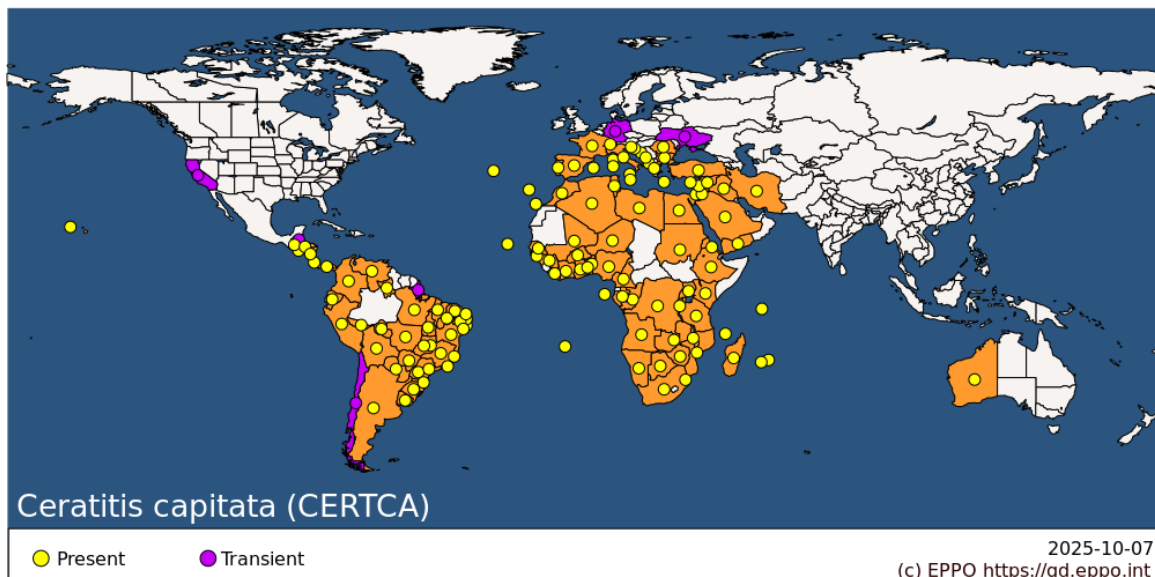 Ceratitis capitata (CERTCA)
Present
Transient
2025-10-07
(c) EPPO https://gd.eppo.int